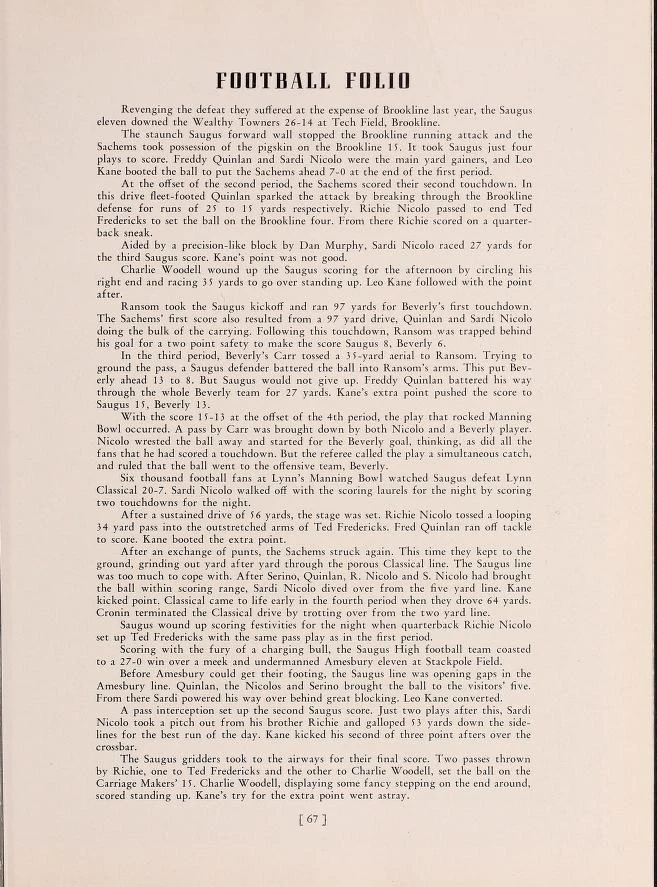 FOOTBALL FOLIO
Revenging the defeat they suffered at the expense of Brookline last year, the Saugus
eleven downed the Wealthy Towners 26-14 at Tech Field, Brookline.
The staunch Saugus forward wall stopped the Brookline running attack and the
Sachems took possession of the pigskin on the Brookline 15. It took Saugus just four
plays to score. Freddy Quinlan and Sardi Nicolo were the main yard gainers, and Leo
Kane booted the ball to put the Sachems ahead 7-0 at the end of the first period.
At the offset of the second period, the Sachems scored their second touchdown. In
this drive fleet-footed Quinlan sparked the attack by breaking through the Brookline
defense for runs of 25 to 15 yards respectively. Richie Nicolo passed to end Ted
Fredericks to set the ball on the Brookline four. From there Richie scored on a quarter-
back sneak.
Aided by a precision-like block by Dan Murphy, Sardi Nicolo raced 27 yards for
the third Saugus score. Kane's point was not good.
Charlie Woodell wound up the Saugus scoring for the afternoon by circling his
right end and racing 35 yards to go over standing up. Leo Kane followed with the point
after.
Ransom took the Saugus kickoff and ran 97 yards for Beverly's first touchdown.
The Sachems' first score also resulted from a 97 yard drive, Quinlan and Sardi Nicolo
doing the bulk of the carrying. Following this touchdown, Ransom was trapped behind
his goal for a two point safety to make the score Saugus 8, Beverly 6.
In the third period, Beverly's Carr tossed a 35-yard aerial to Ransom. Trying to
ground the pass, a Saugus defender battered the ball into Ransom's arms. This put Bev-
erly ahead 13 to 8. But Saugus would not give up. Freddy Quinlan battered his way
through the whole Beverly team for 27 yards. Kane's extra point pushed the score to
Saugus 15, Beverly 13.
With the score 15-13 at the offset of the 4th period, the play that rocked Manning
Bowl occurred. A pass by Carr was brought down by both Nicolo and a Beverly player.
Nicolo wrested the ball away and started for the Beverly goal, thinking, as did all the
fans that he had scored a touchdown. But the referee called the play a simultaneous catch,
and ruled that the ball went to the offensive team, Beverly.
Six thousand football fans at Lynn's Manning Bowl watched Saugus defeat Lynn
Classical 20-7. Sardi Nicolo walked off with the scoring laurels for the night by scoring
two touchdowns for the night.
After a sustained drive of 56 yards, the stage was set. Richie Nicolo tossed a looping
34 yard pass into the outstretched arms of Ted Fredericks. Fred Quinlan ran off tackle
to score. Kane booted the extra point.
After an exchange of punts, the Sachems struck again. This time they kept to the
ground, grinding out yard after yard through the porous Classical line. The Saugus line
was too much to cope with. After Serino, Quinlan, R. Nicolo and S. Nicolo had brought
the ball within scoring range, Sardi Nicolo dived over from the five yard line. Kane
kicked point. Classical came to life early in the fourth period when they drove 64 yards.
Cronin terminated the Classical drive by trotting over from the two yard line.
Saugus wound up scoring festivities for the night when quarterback Richie Nicolo
set up Ted Fredericks with the same pass play as in the first period.
Scoring with the fury of a charging bull, the Saugus High football team coasted
to a 27-0 win over a meek and undermanned Amesbury eleven at Stackpole Field.
Before Amesbury could get their footing, the Saugus line was opening gaps in the
Amesbury line. Quinlan, the Nicolos and Serino brought the ball to the visitors' five.
From there Sardi powered his way over behind great blocking. Leo Kane converted.
A pass interception set up the second Saugus score. Just two plays after this, Sardi
Nicolo took a pitch out from his brother Richie and galloped 53 yards down the side-
lines for the best run of the day. Kane kicked his second of three point afters over the
crossbar.
The Saugus gridders took to the airways for their final score. Two passes thrown
by Richie, one to Ted Fredericks and the other to Charlie Woodell, set the ball on the
Carriage Makers' 15. Charlie Woodell, displaying some fancy stepping on the end around,
scored standing up. Kane's try for the extra point went astray.
[ 67 ]